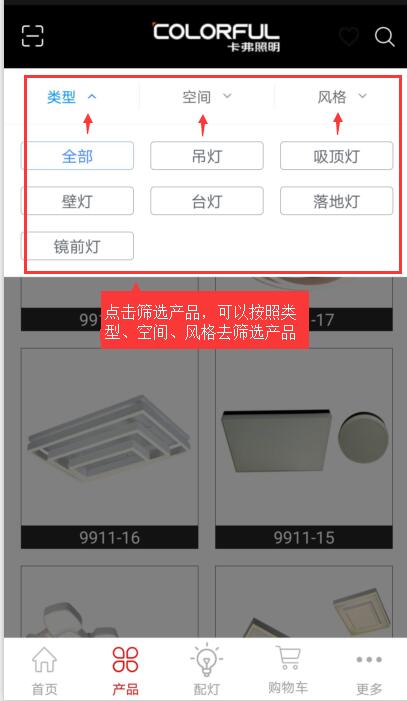 COLORFUL
卡弗照明
类型 空间 风格
全部 吊灯 吸顶灯
壁灯 台灯 落地灯
镜前灯
点击筛选产品，可以按照类
型、空间、风格去筛选产品
-17
9911-16 9911-15
首页 产品 配灯 购物车 更多